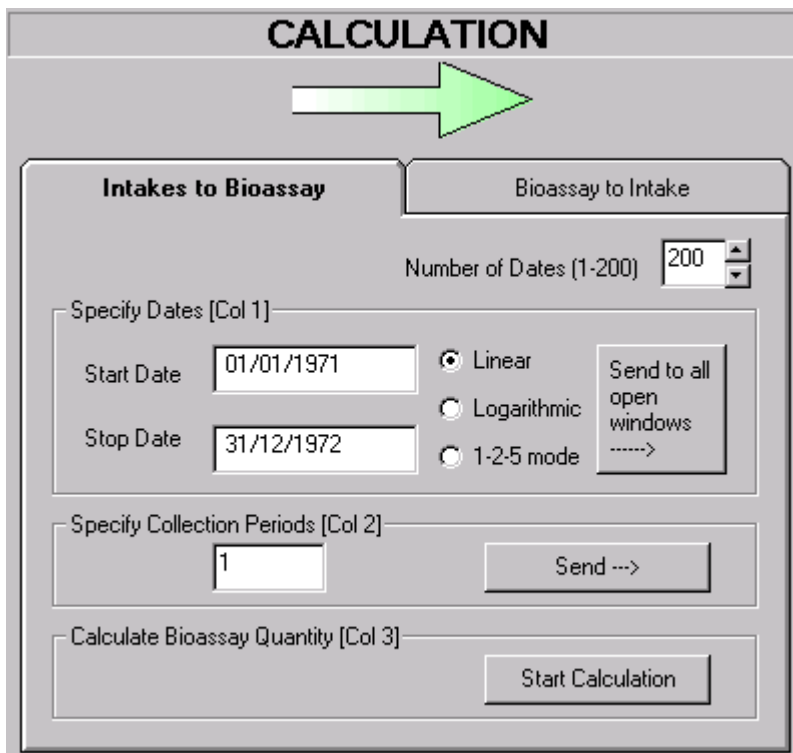 CALCULATION
Intakes to Bioassay
Bioassay to Intake
Number of Dates (1-200)
200
Specify Dates [Col 1]
Start Date
01/01/1971
Linear
Send to all
open
windows
------>
Logarithmic
Stop Date
31/12/1972
1-2-5 mode
Specify Collection Periods [Col 2]
1
Send --->
Calculate Bioassay Quantity [Col 3]
Start Calculation